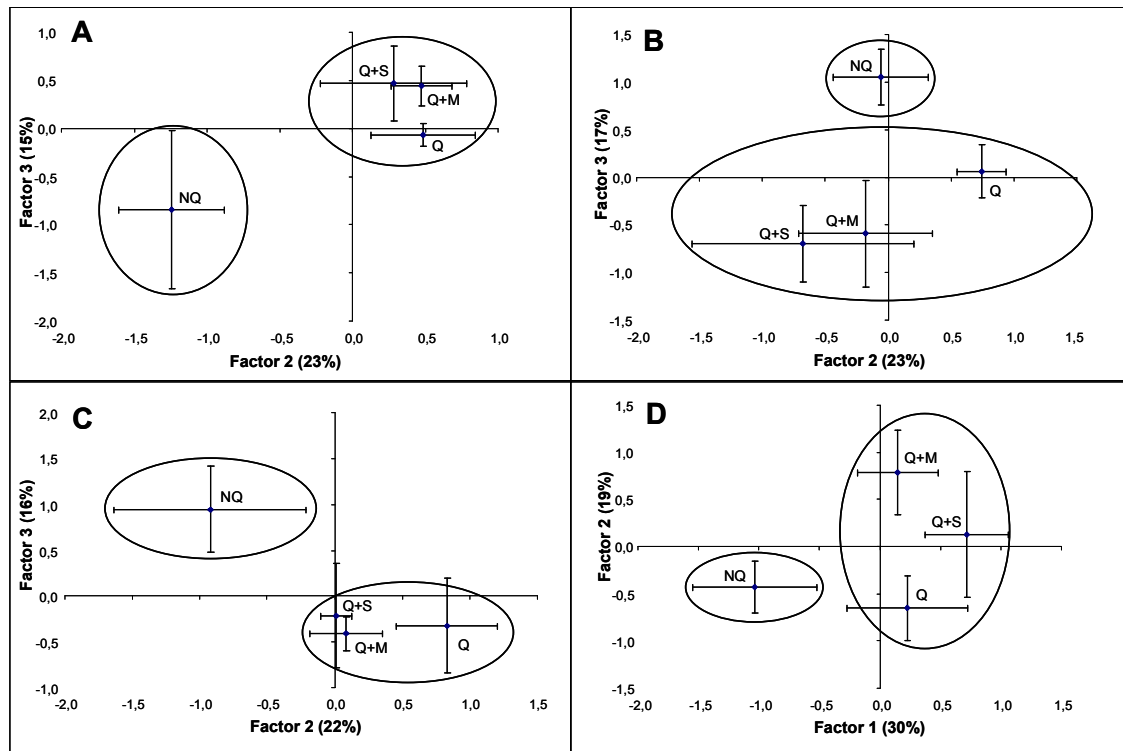 A
1,0
Q+S
0,5
Q+M
0,0
Q
-0,5
NQ
-1,0
-1,5
-2,0
Factor 3 (15%)
-2,0 -1,5 -1,0 -0,5 0,0 0,5 1,0
Factor 2 (23%)
B
1,5
NQ
1,0
0,5
0,0
Q
-0,5
Q+M
Q+S
-1,0
-1,5
Factor 3 (17%)
-2,0 -1,5 -1,0 -0,5 0,0 0,5 1,0 1,5
Factor 2 (23%)
C
2,0
1,5
NQ
1,0
0,5
0,0
Q+S
-0,5
Q+M
Q
-1,0
Factor 3 (16%)
-2,0 -1,5 -1,0 -0,5 0,0 0,5 1,0 1,5
Factor 2 (22%)
D
1,5
1,0
Q+M
0,5
Q+S
0,0
NQ
-0,5
Q
-1,0
-1,5
Factor 2 (19%)
-2,0 -1,5 -1,0 -0,5 0,0 0,5 1,0 1,5
Factor 1 (30%)